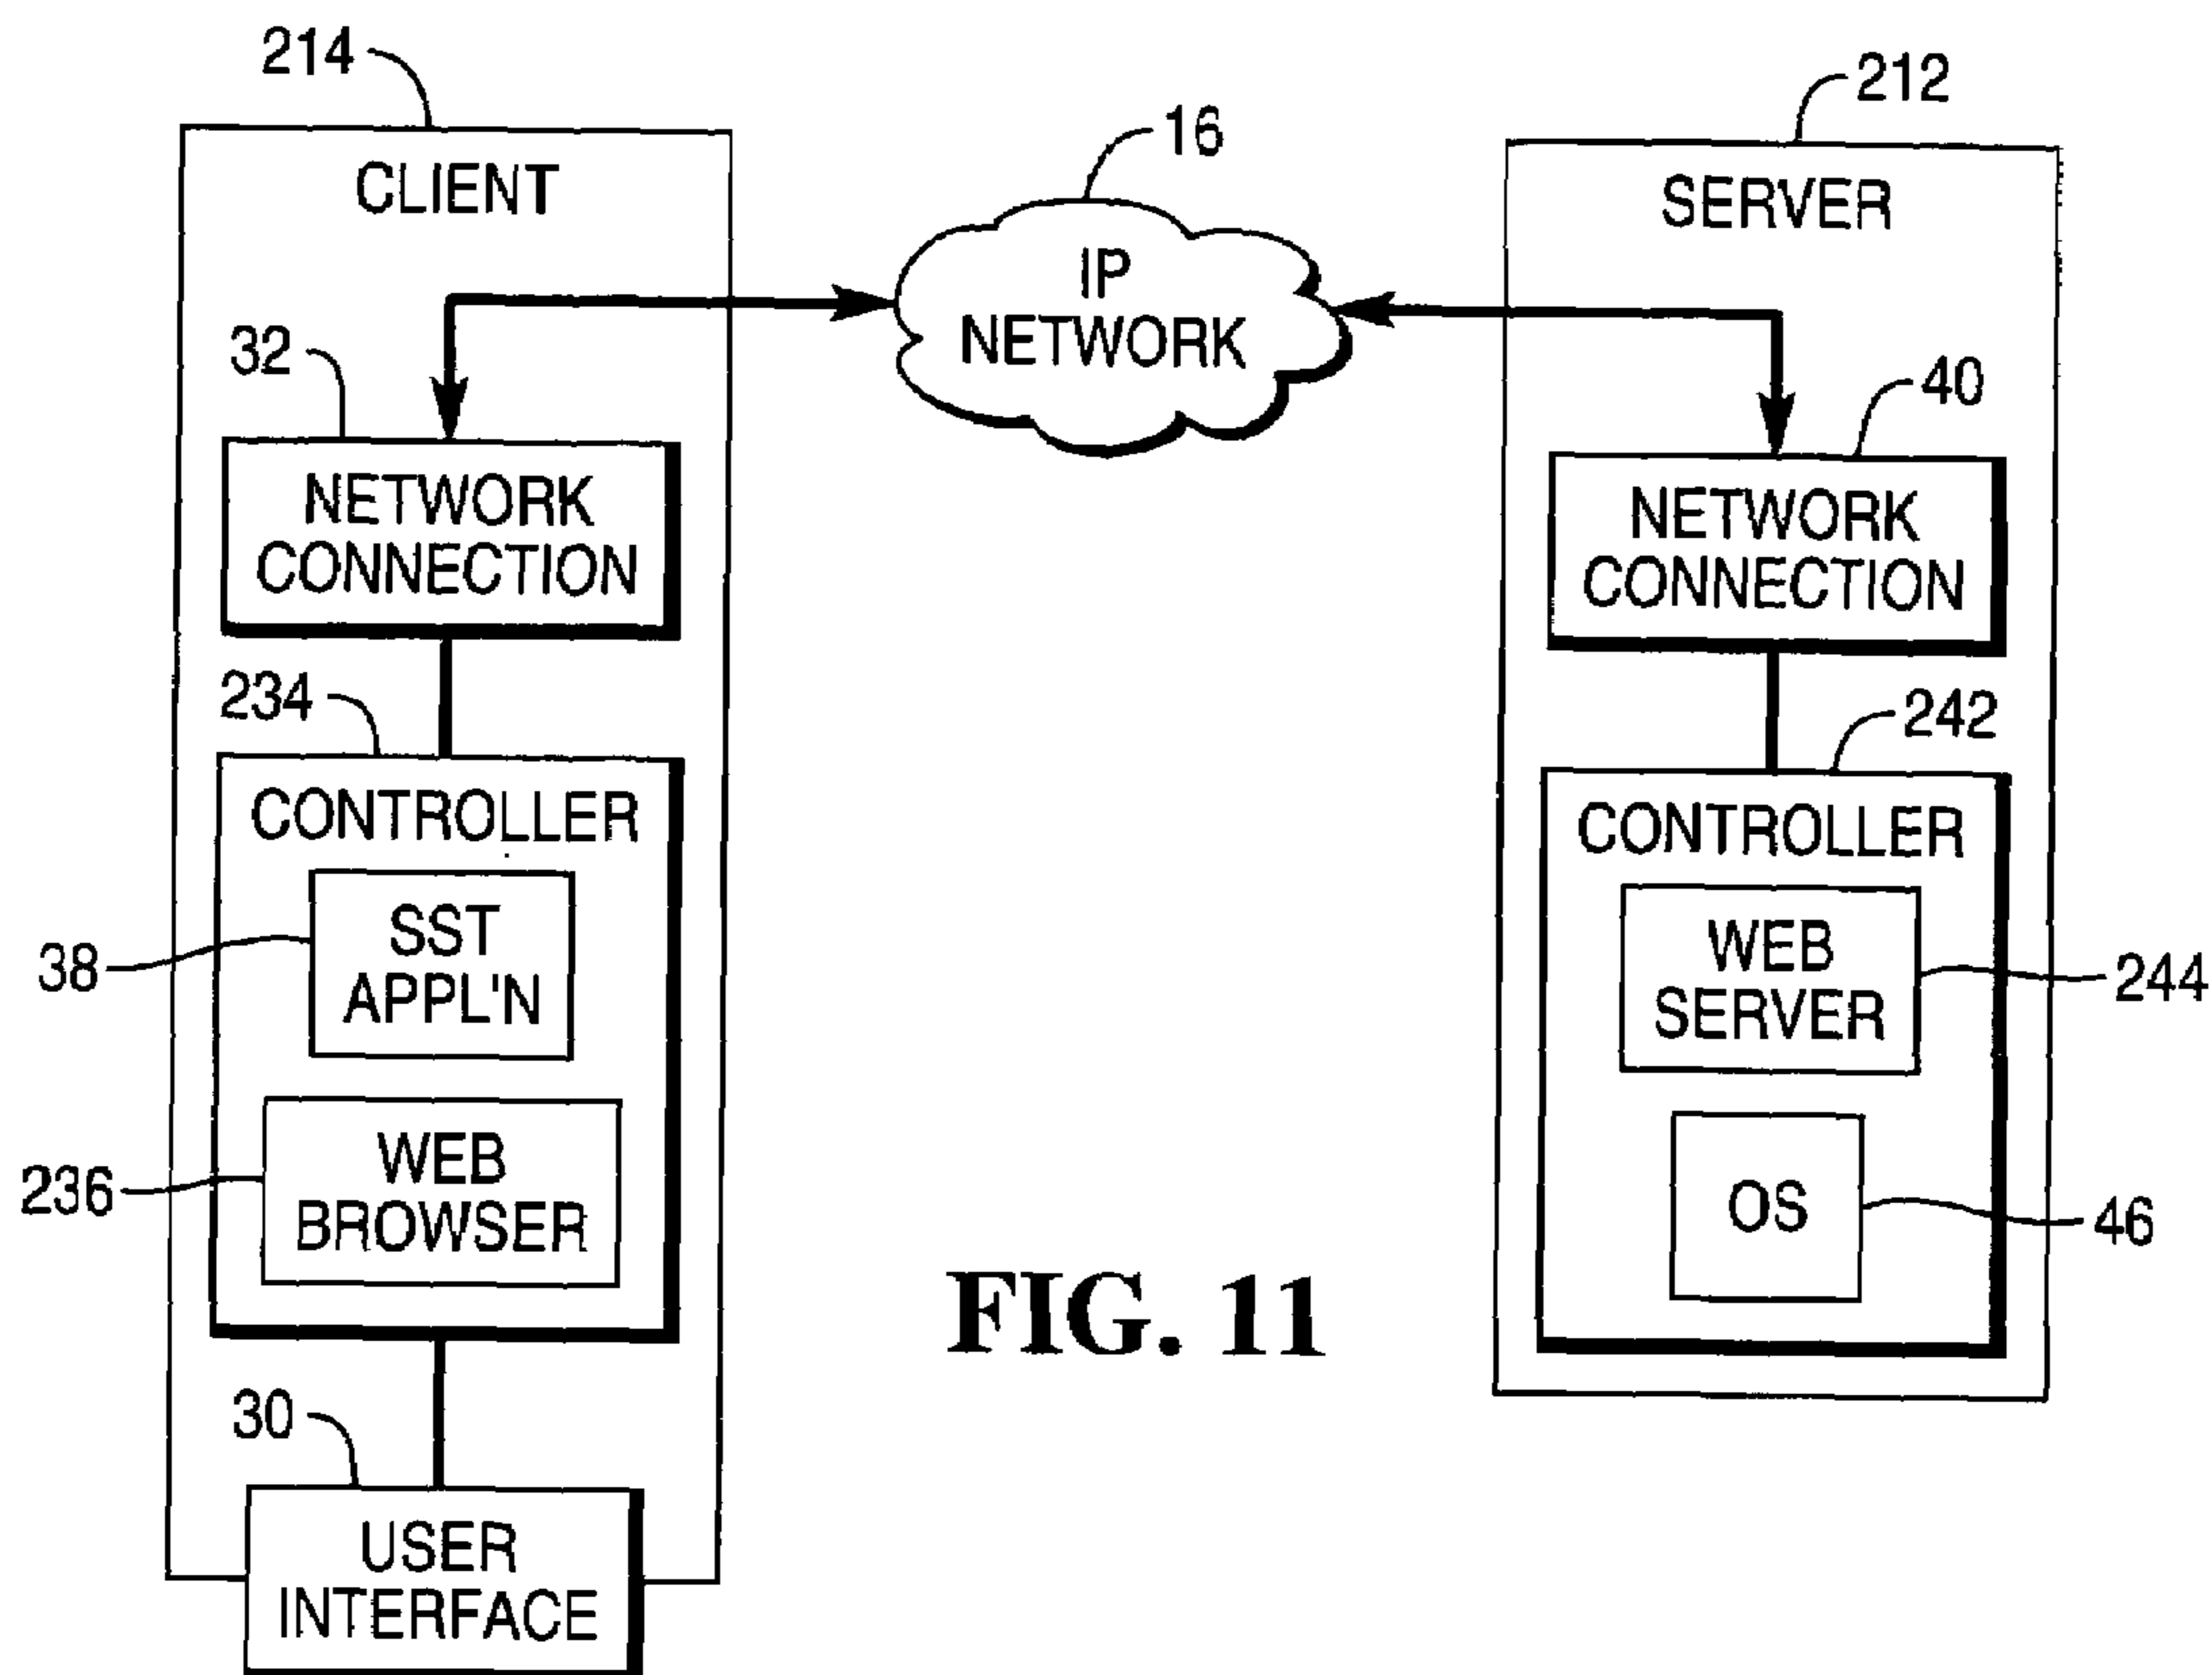 214
CLIENT
32
NETWORK
CONNECTION
234
CONTROLLER
38
SST
APPL'N
236
WEB
BROWSER
30
USER
INTERFACE
16
IP
NETWORK
212
SERVER
40
NETWORK
CONNECTION
242
CONTROLLER
WEB
SERVER
244
OS
46
FIG. 11